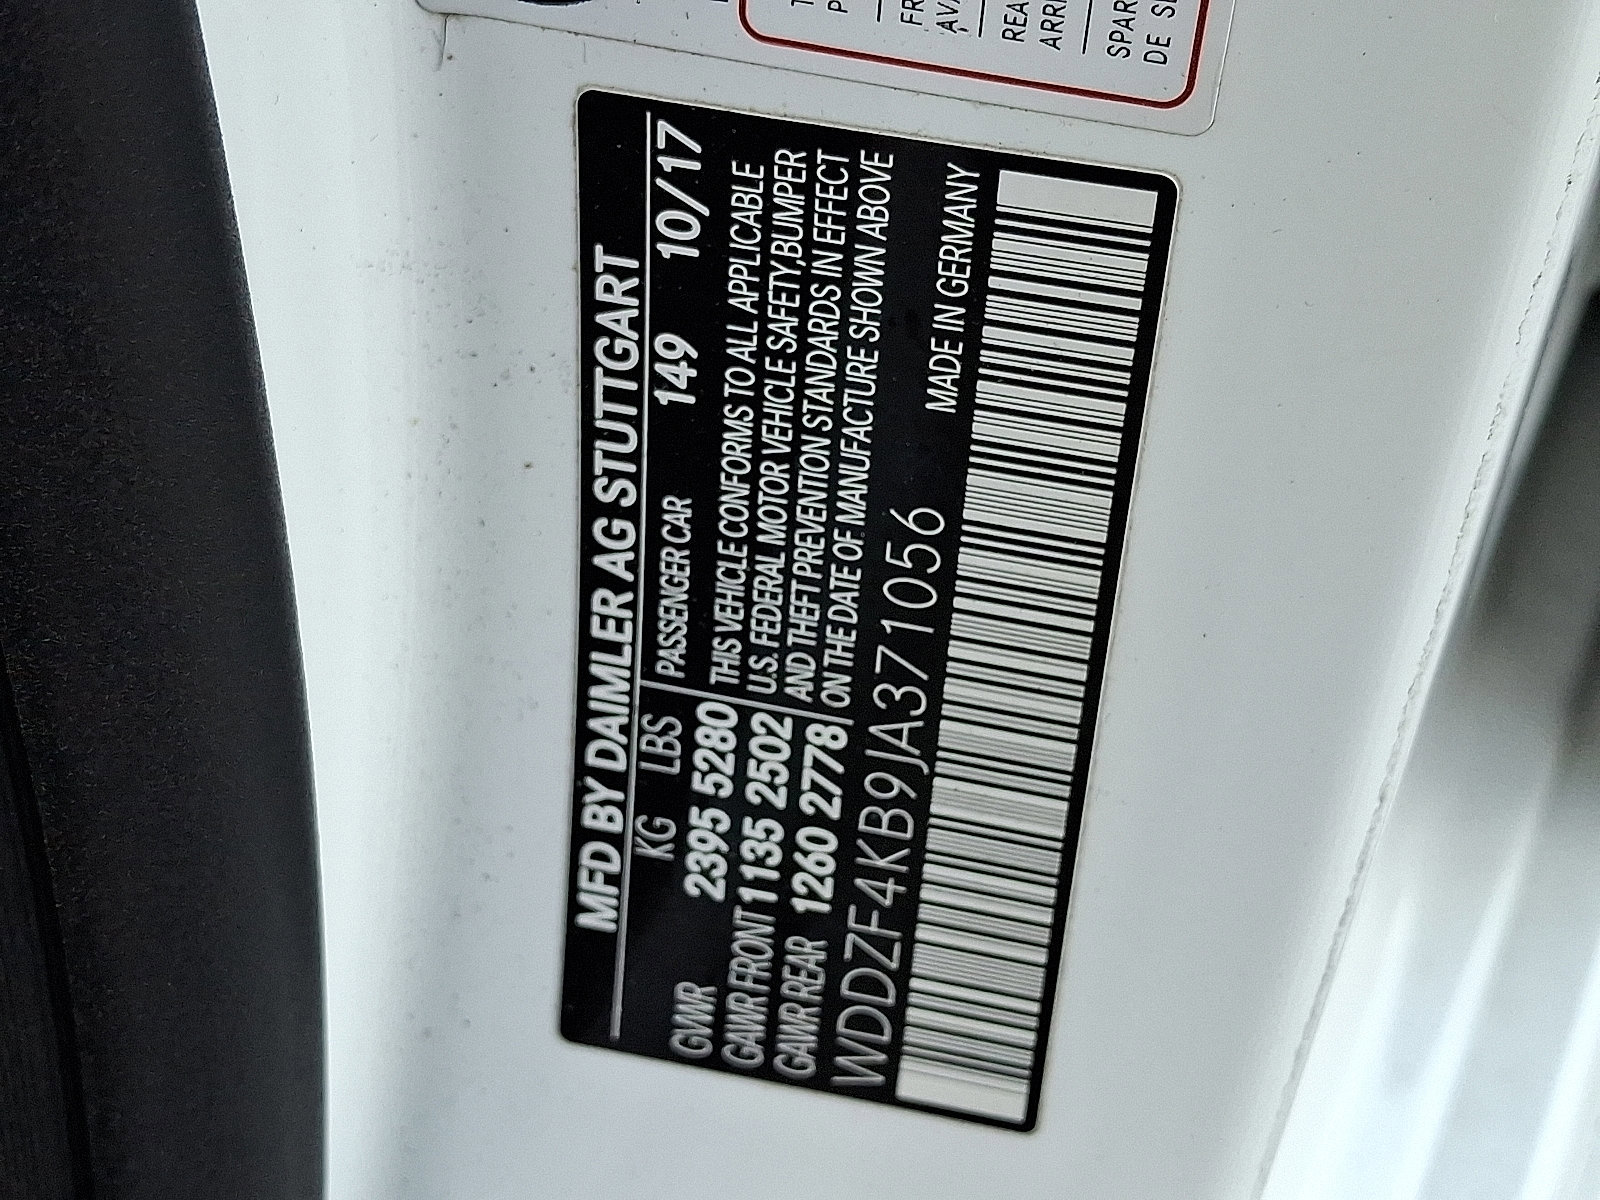 MFD BY DAIMLER AG STUTTGART
KG LBS PASSENGER CAR 149 10/17
GVWR 2395 5280
GAWR FRONT 1135 2502
GAWR REAR 1260 2778
THIS VEHICLE CONFORMS TO ALL APPLICABLE
U.S. FEDERAL MOTOR VEHICLE SAFETY,BUMPER
AND THEFT PREVENTION STANDARDS IN EFFECT
ON THE DATE OF MANUFACTURE SHOWN ABOVE
WDDZF4KB9JA371056
MADE IN GERMANY